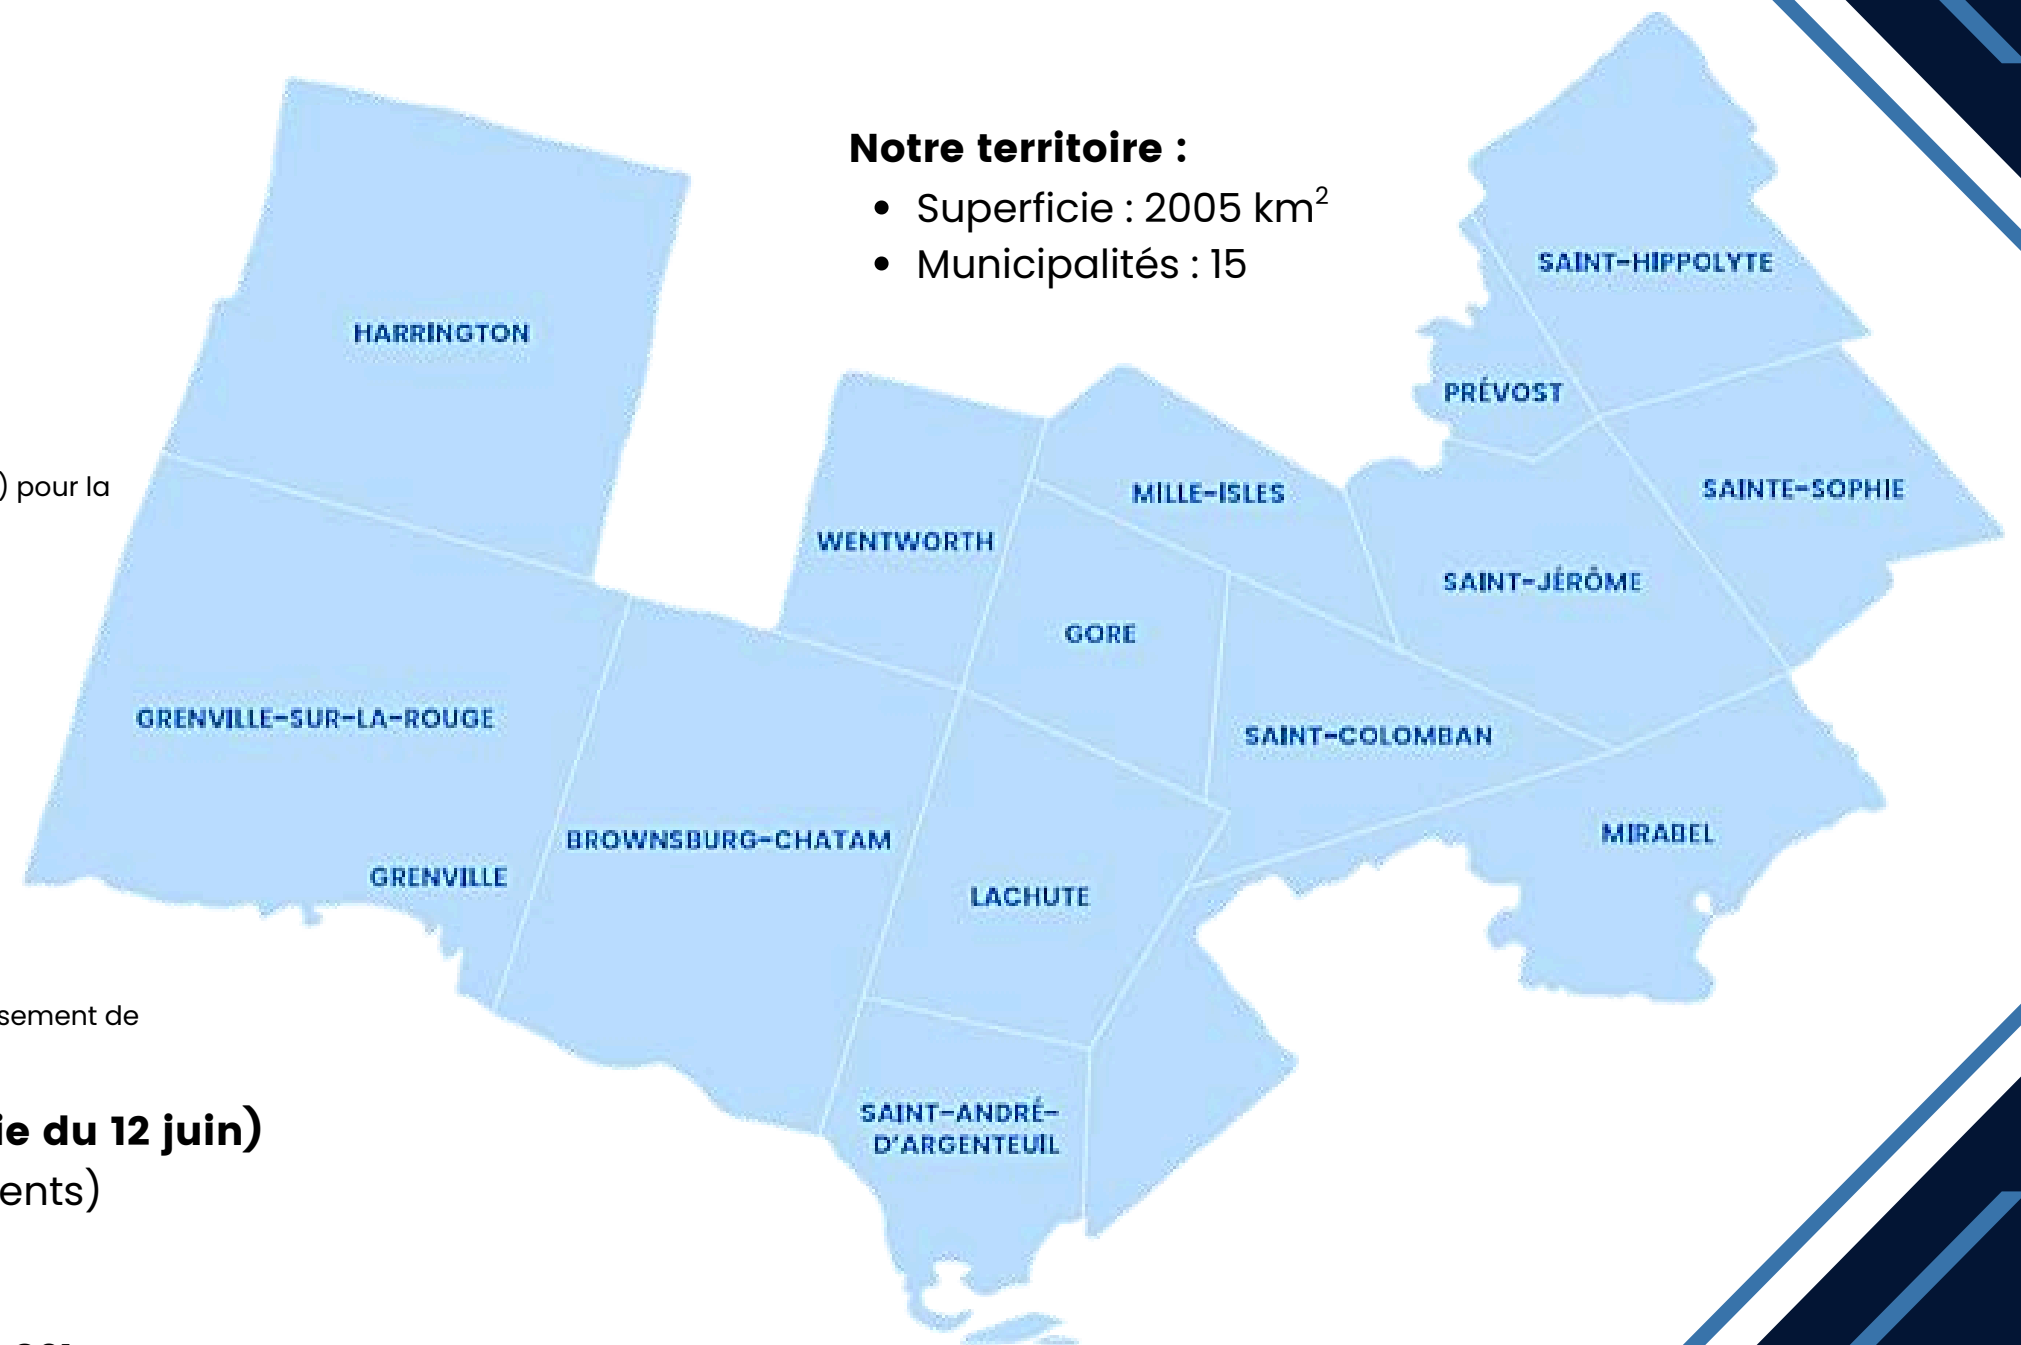 Notre territoire :
• Superficie : 2005 km²
• Municipalités : 15
SAINT-HIPPOLYTE
HARRINGTON
PRÉVOST
) pour la
MILLE-ISLES
SAINTE-SOPHIE
WENTWORTH
SAINT-JÉRÔME
GORE
GRENVILLE-SUR-LA-ROUGE
SAINT-COLOMBAN
BROWNSBURG-CHATAM
MIRABEL
GRENVILLE
LACHUTE
sement de
SAINT-ANDRÉ-
D'ARGENTEUIL
ie du 12 juin)
ents)